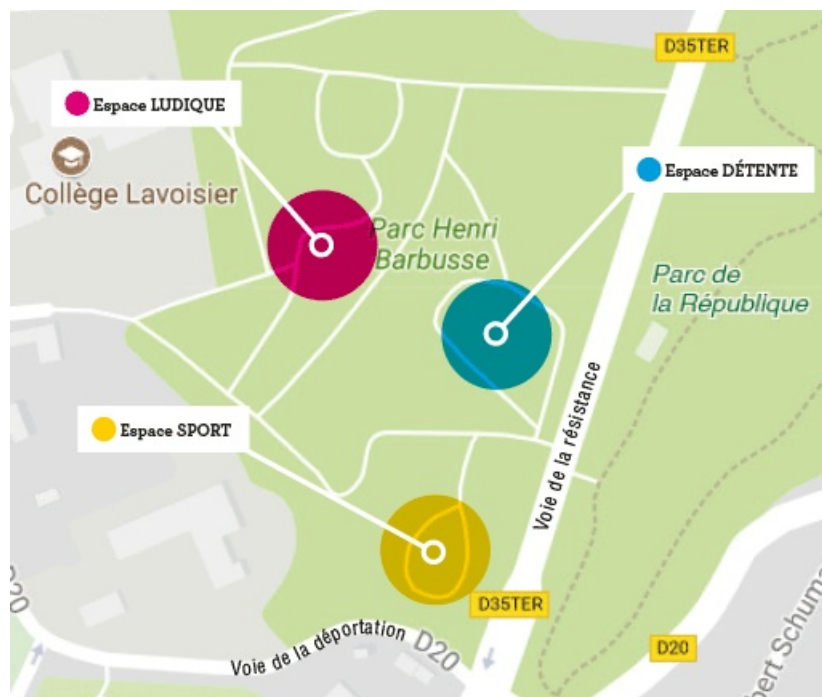 D35TER
Espace LUDIQUE
Espace DÉTENTE
Collège Lavoisier
Parc Henri
Barbusse
Parc de
la République
Espace SPORT
Voie de la résistance
D20
D35TER
Voie de la déportation
D20
D20